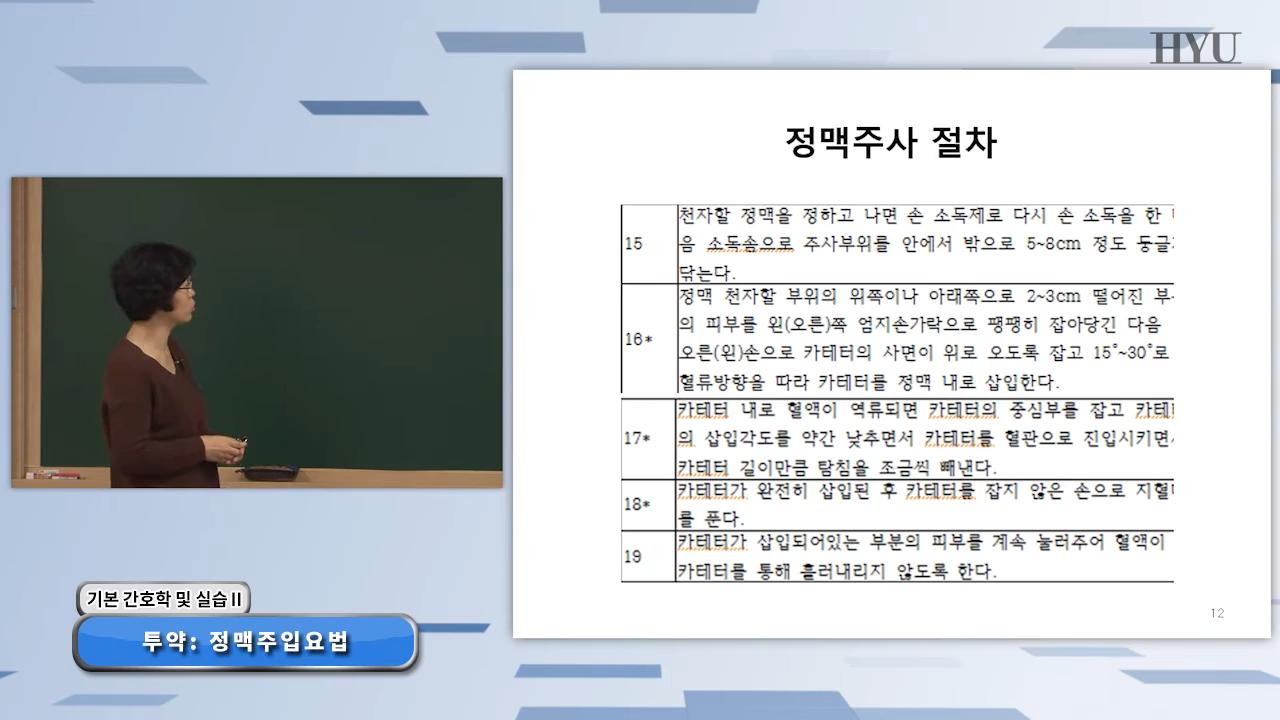 HYU
정맥주사 절차
15
천자할 정맥을 정하고 나면 손 소독제로 다시 손 소독을 한
음 소독솜으로 주사부위를 안에서 밖으로 5~8cm 정도 둥글
닦는다.
16*
정맥 천자할 부위의 위쪽이나 아래쪽으로 2~3cm 떨어진
의 피부를 왼(오른)쪽 엄지손가락으로 팽팽히 잡아당긴 다음
오른(왼)손으로 카테터의 사면이 위로 오도록 잡고 15˚~30˚로
혈류방향을 따라 카테터를 정맥 내로 삽입한다.
17*
카테터 내로 혈액이 역류되면 카테터의 중심부를 잡고
의 삽입각도를 약간 낮추면서 카테터를 혈관으로 진입시키면
카테터 길이만큼 탐침을 조금씩 빼낸다.
18*
카테터가 완전히 삽입된 후 카테터를 잡지 않은 손으로
를 푼다.
19
카테터가 삽입되어있는 부분의 피부를 계속 눌러주어 혈액이
카테터를 통해 흘러내리지 않도록 한다.
12
기본 간호학 및 실습 II
투약: 정맥주입요법